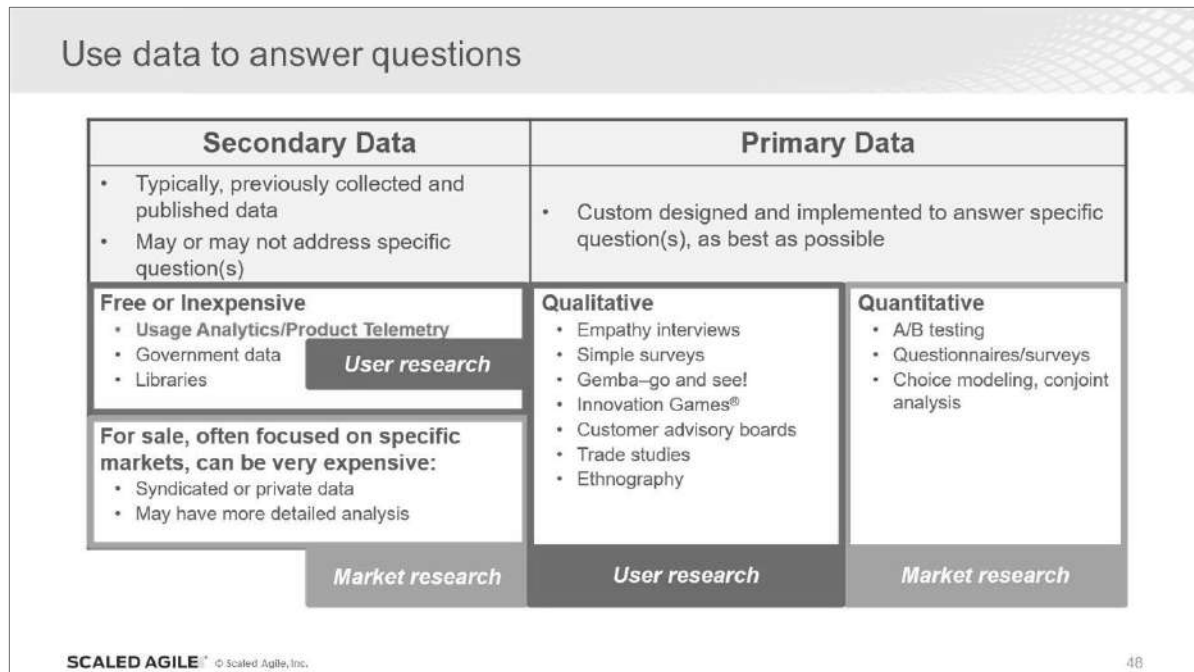 Use data to answer questions
Secondary Data
Primary Data
• Typically, previously collected and
published data
• May or may not address specific
question(s)
• Custom designed and implemented to answer specific
question(s), as best as possible
Free or Inexpensive
• Usage Analytics/Product Telemetry
• Government data
• Libraries
User research
For sale, often focused on specific
markets, can be very expensive:
• Syndicated or private data
• May have more detailed analysis
Market research
Qualitative
• Empathy interviews
• Simple surveys
• Gemba–go and see!
• Innovation Games®
• Customer advisory boards
• Trade studies
• Ethnography
User research
Quantitative
• A/B testing
• Questionnaires/surveys
• Choice modeling, conjoint
analysis
Market research
SCALED AGILE® © Scaled Agile, Inc.
48